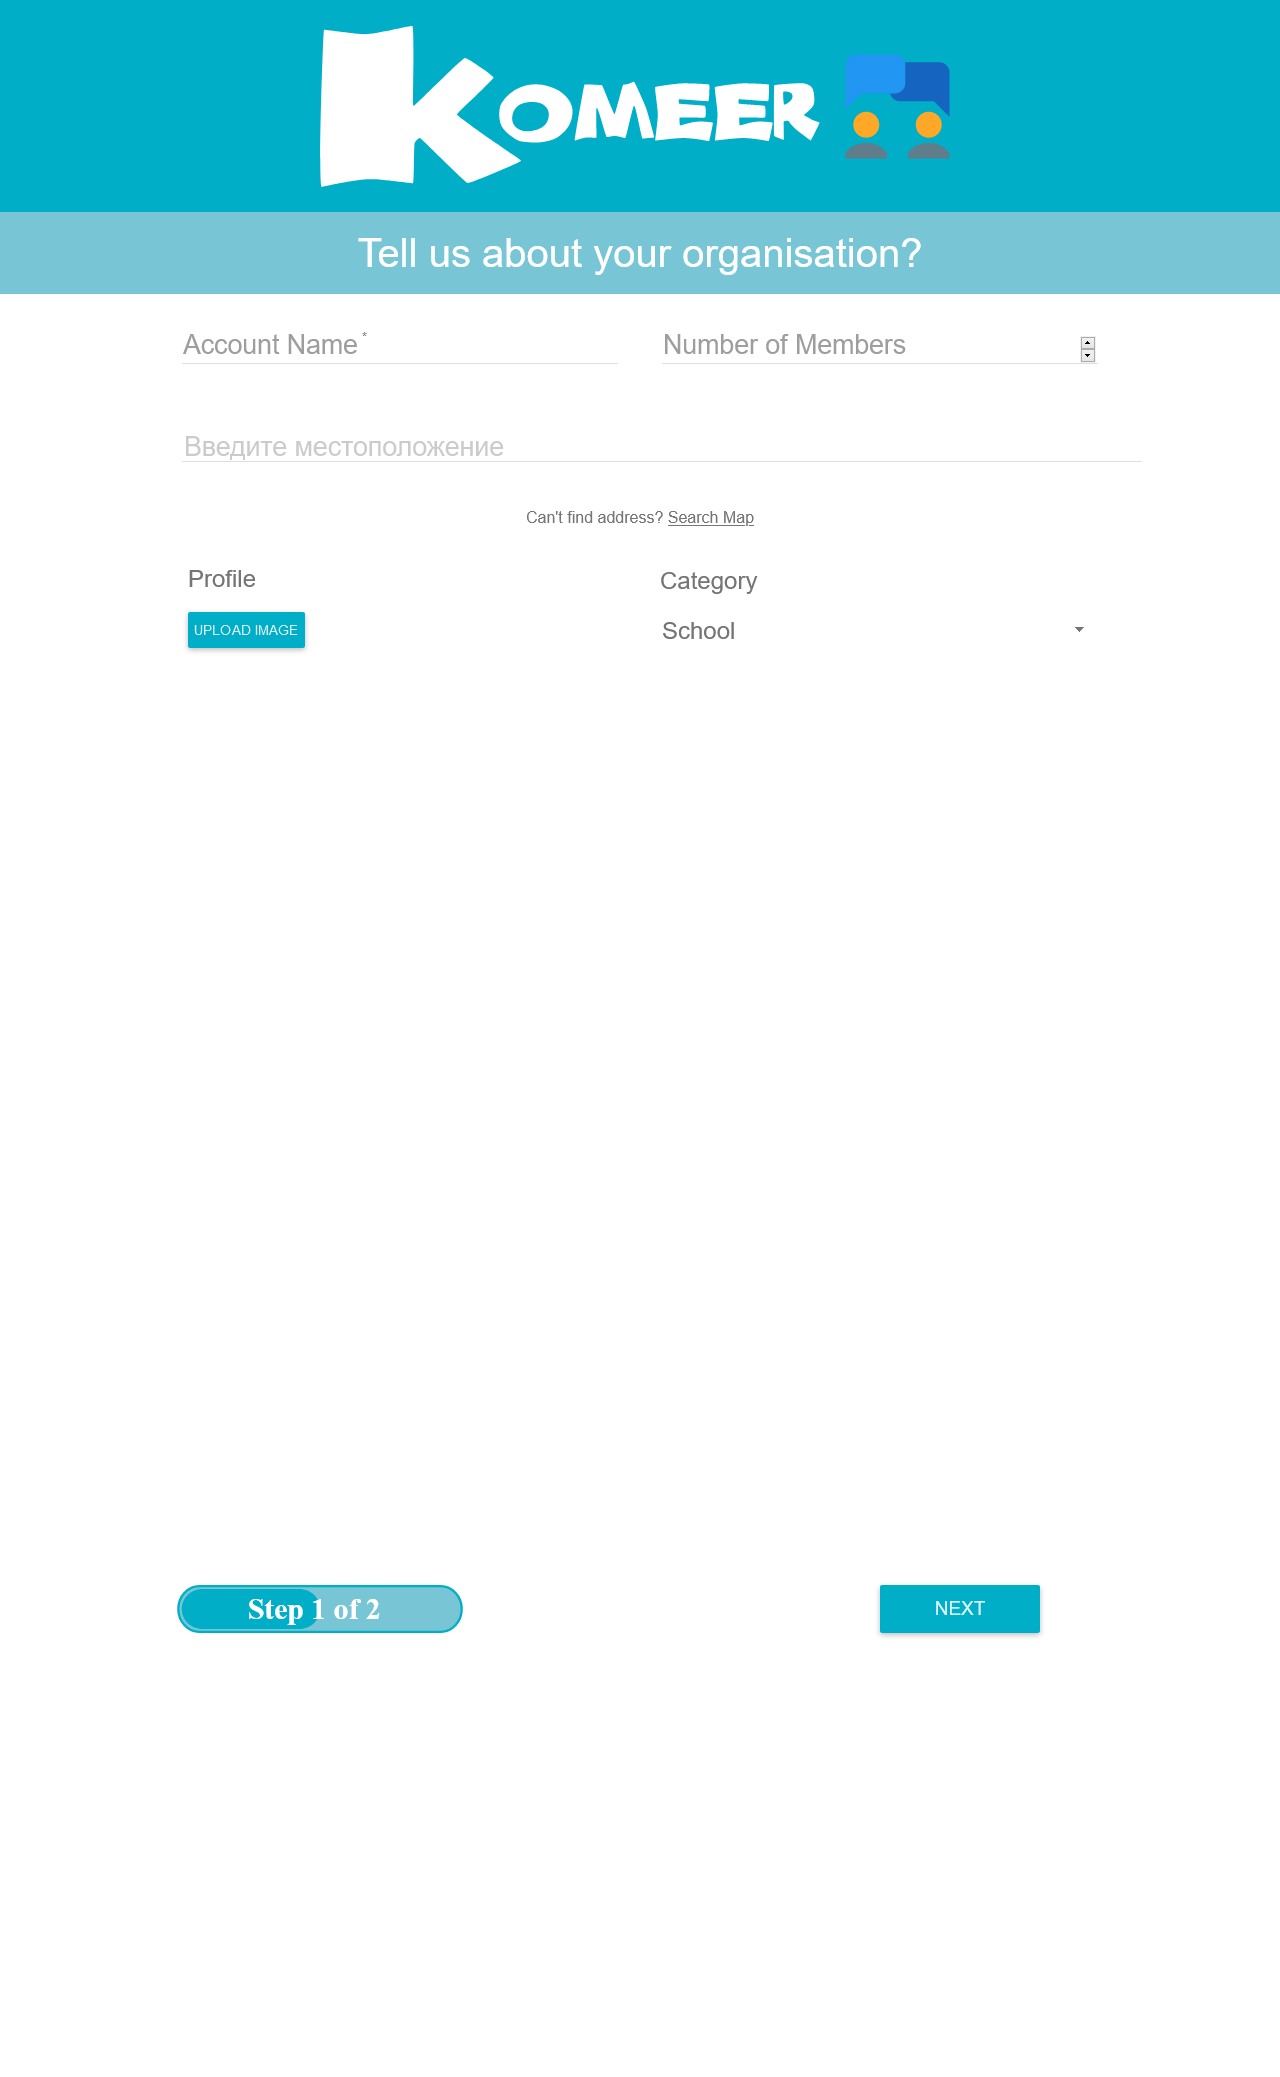 KOMEER
Tell us about your organisation?
Account Name *
Number of Members
Введите местоположение
Can't find address? Search Map
Profile
Category
UPLOAD IMAGE
School
Step 1 of 2
NEXT